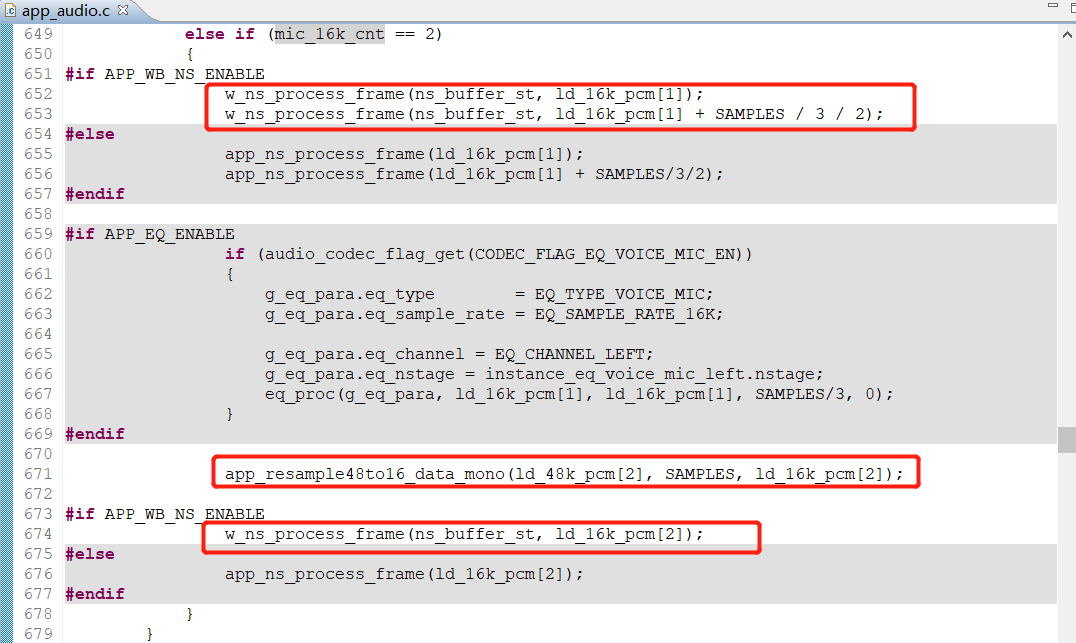 app_audio.c
649 else if (mic_16k_cnt == 2)
650 {
651 #if APP_WB_NS_ENABLE
652 w_ns_process_frame(ns_buffer_st, ld_16k_pcm[1]);
653 w_ns_process_frame(ns_buffer_st, ld_16k_pcm[1] + SAMPLES / 3 / 2);
654 #else
655 app_ns_process_frame(ld_16k_pcm[1]);
656 app_ns_process_frame(ld_16k_pcm[1] + SAMPLES/3/2);
657 #endif
658
659 #if APP_EQ_ENABLE
660 if (audio_codec_flag_get(CODEC_FLAG_EQ_VOICE_MIC_EN))
661 {
662 g_eq_para.eq_type = EQ_TYPE_VOICE_MIC;
663 g_eq_para.eq_sample_rate = EQ_SAMPLE_RATE_16K;
664
665 g_eq_para.eq_channel = EQ_CHANNEL_LEFT;
666 g_eq_para.eq_nstage = instance_eq_voice_mic_left.nstage;
667 eq_proc(g_eq_para, ld_16k_pcm[1], ld_16k_pcm[1], SAMPLES/3, 0);
668 }
669 #endif
670
671 app_resample48to16_data_mono(ld_48k_pcm[2], SAMPLES, ld_16k_pcm[2]);
672
673 #if APP_WB_NS_ENABLE
674 w_ns_process_frame(ns_buffer_st, ld_16k_pcm[2]);
675 #else
676 app_ns_process_frame(ld_16k_pcm[2]);
677 #endif
678 }
679 }